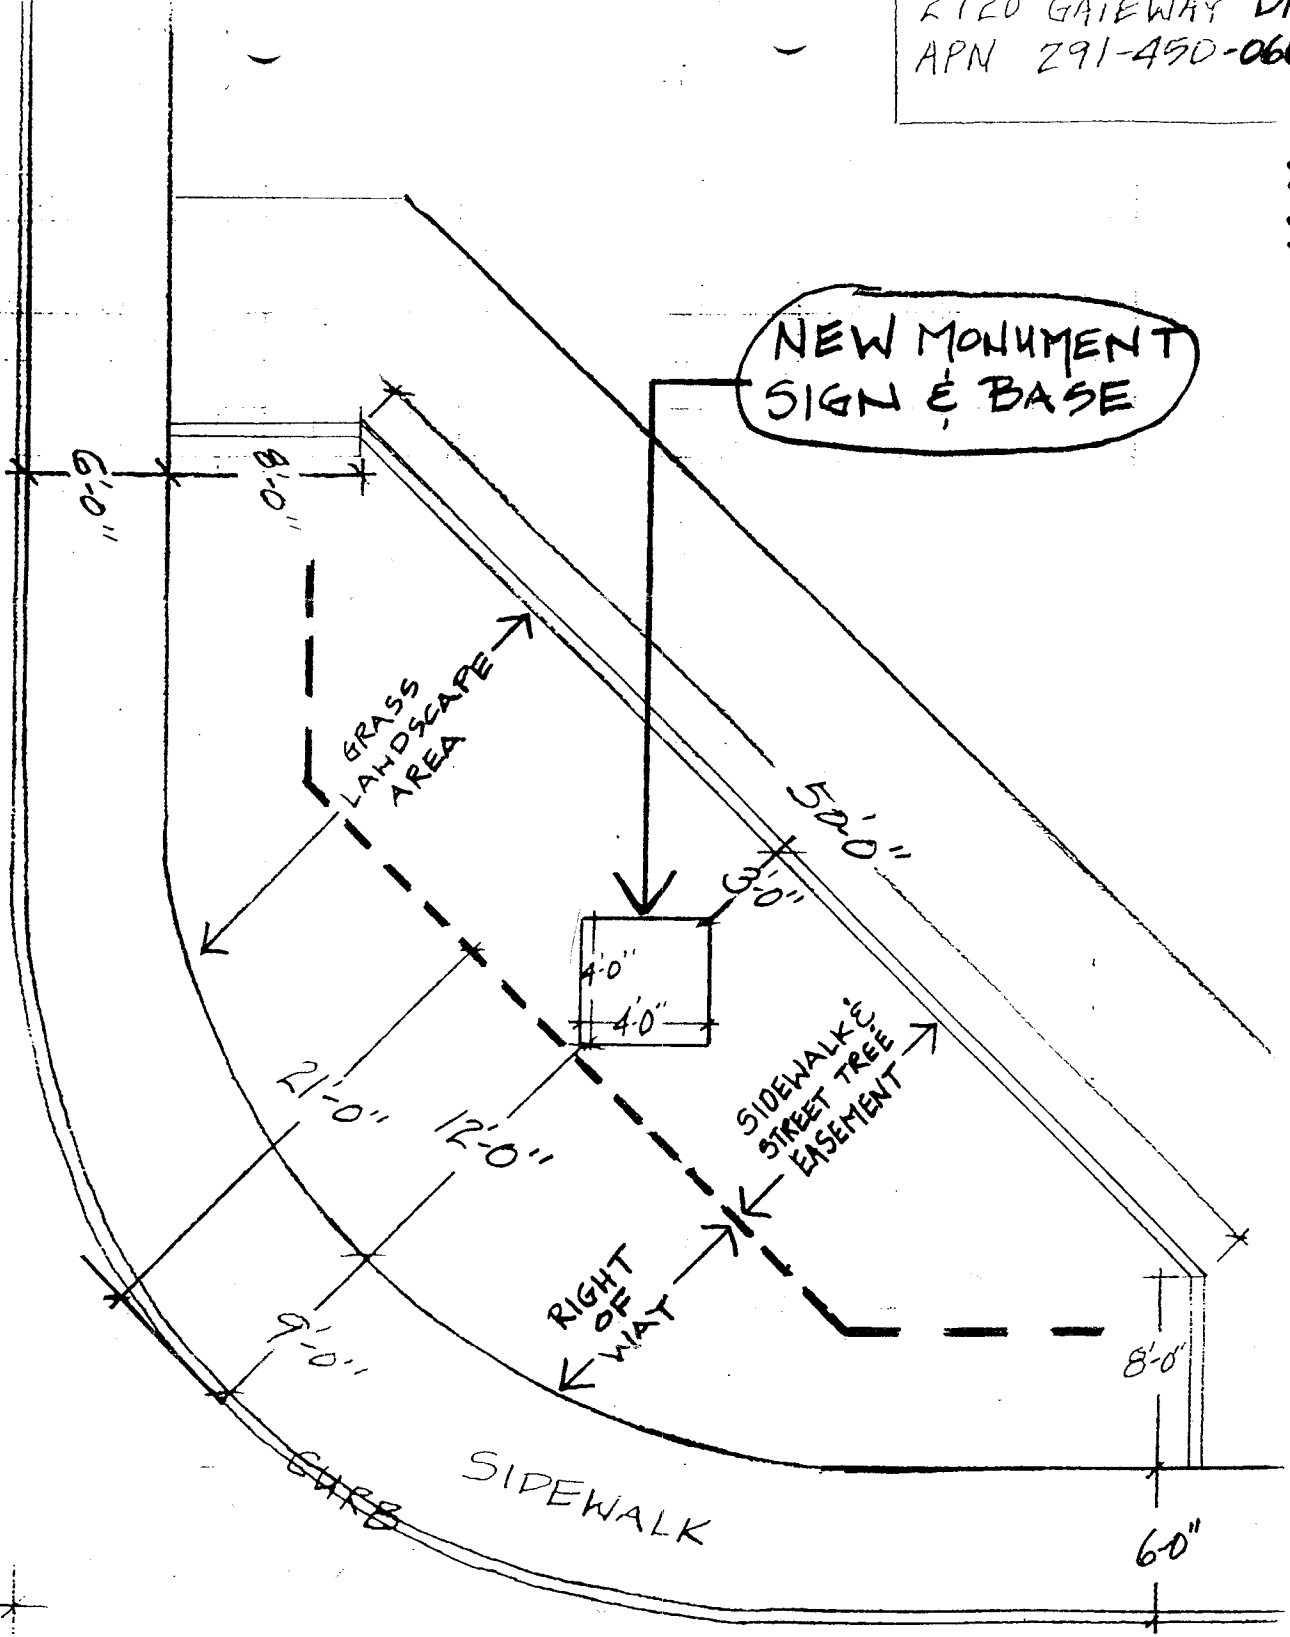 2120 GATEWAY
APN 291-450-06
NEW MONUMENT
SIGN & BASE
6'-0"
8'-0"
GRASS
LANDSCAPE
AREA
50'-0"
3'-0"
4'-0"
4'-0"
SIDEWALK &
STREET TREE
EASEMENT
21'-0"
12'-0"
RIGHT
OF
WAY
9'-0"
8'-0"
CURB
SIDEWALK
6-0"